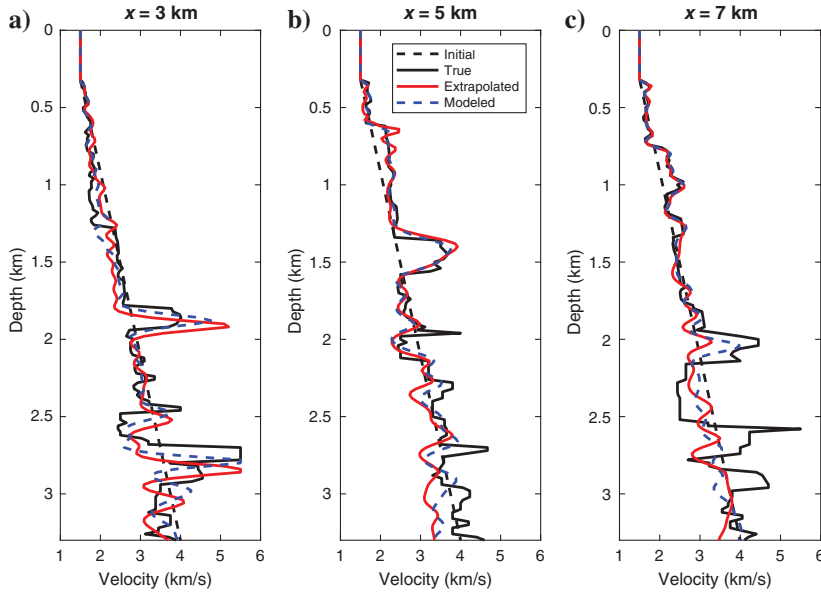 a) x = 3 km
b) x = 5 km
c) x = 7 km
Initial
True
Extrapolated
Modeled
Depth (km)
0
0.5
1
1.5
2
2.5
3
1 2 3 4 5 6
Velocity (km/s)
Depth (km)
0
0.5
1
1.5
2
2.5
3
1 2 3 4 5 6
Velocity (km/s)
Depth (km)
0
0.5
1
1.5
2
2.5
3
1 2 3 4 5 6
Velocity (km/s)